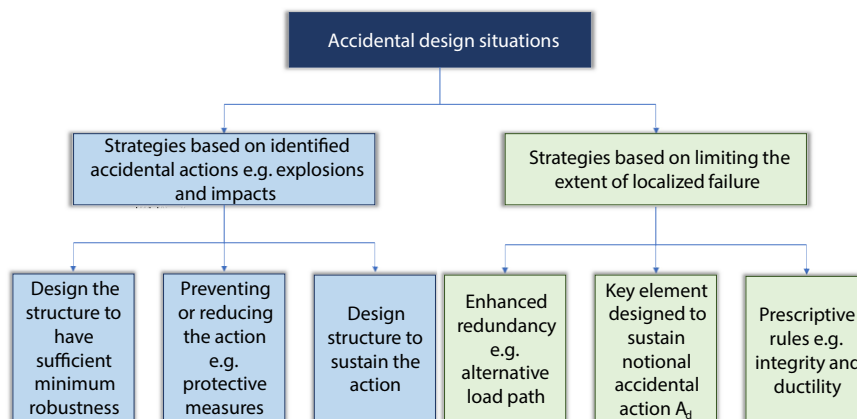 Accidental design situations
Strategies based on identified
accidental actions e.g. explosions
and impacts
Strategies based on limiting the
extent of localized failure
Design the
structure to
have
sufficient
minimum
robustness
Preventing
or reducing
the action
e.g.
protective
measures
Design
structure to
sustain the
action
Enhanced
redundancy
e.g.
alternative
load path
Key element
designed to
sustain
notional
accidental
action Ad
Prescriptive
rules e.g.
integrity and
ductility